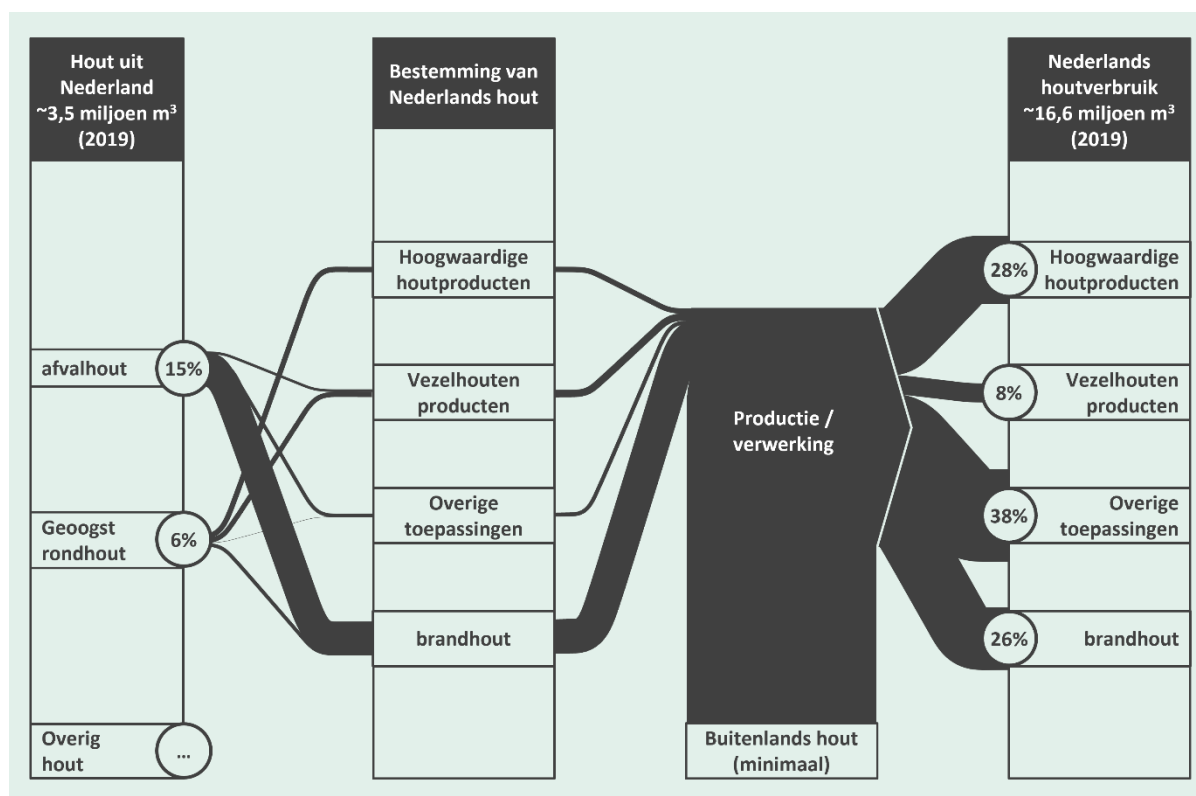 Hout uit
Nederland
~3,5 miljoen m³
(2019)
afvalhout
15%
Geoogst
rondhout
6%
Overig
hout
...
Bestemming van
Nederlands hout
Hoogwaardige
houtproducten
Vezelhouten
producten
Overige
toepassingen
brandhout
Productie /
verwerking
Buitenlands hout
(minimaal)
Nederlands
houtverbruik
~16,6 miljoen m³
(2019)
28%
Hoogwaardige
houtproducten
8%
Vezelhouten
producten
38%
Overige
toepassingen
26%
brandhout